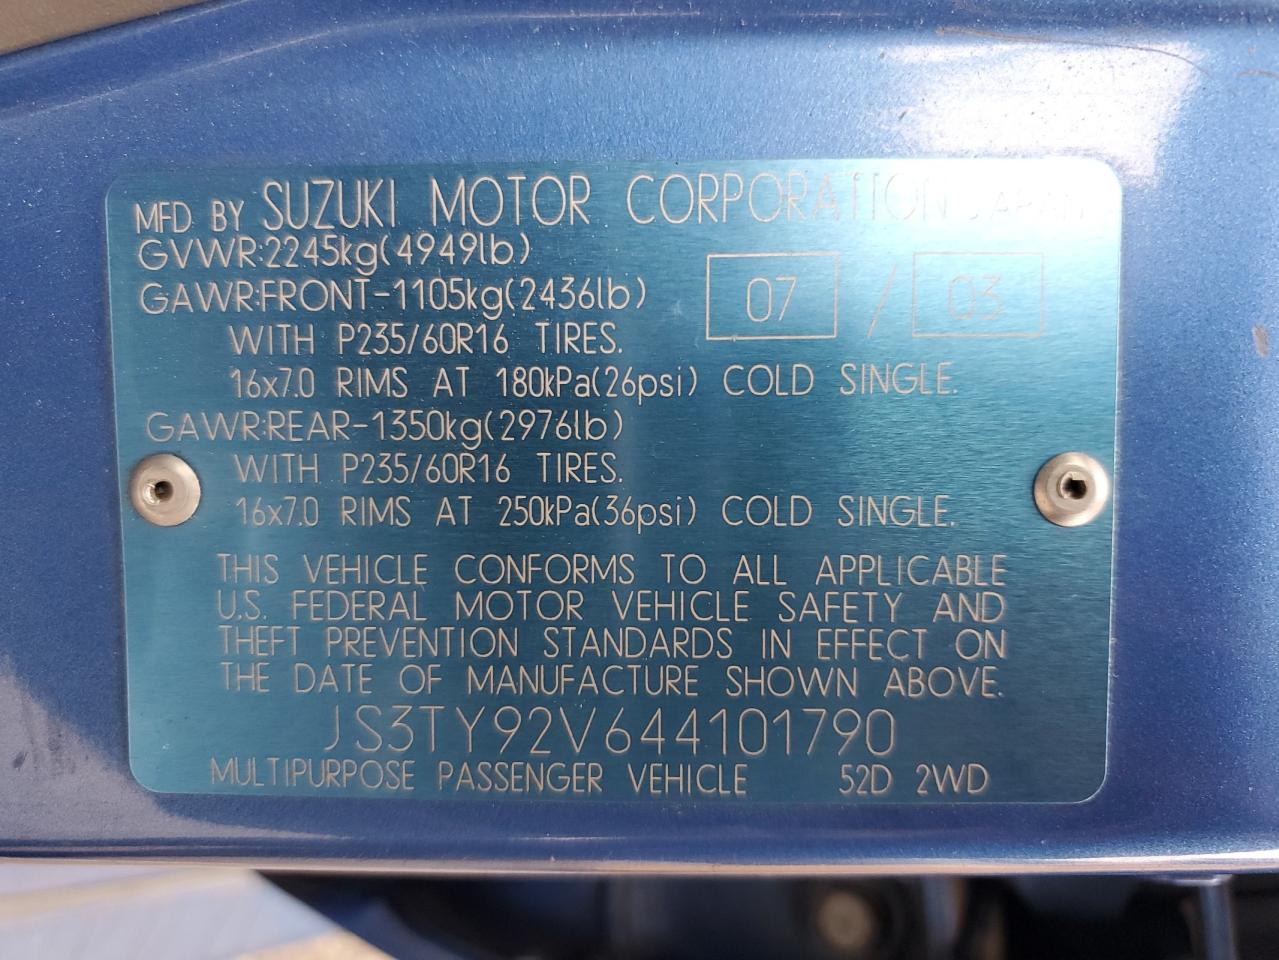 MFD BY SUZUKI MOTOR CORPORATION JAPAN
GVWR:2245kg(4949lb)
GAWR:FRONT-1105kg(2436lb) 07 / 03
WITH P235/60R16 TIRES.
16x7.0 RIMS AT 180kPa(26psi) COLD SINGLE.
GAWR:REAR-1350kg(2976lb)
WITH P235/60R16 TIRES.
16x7.0 RIMS AT 250kPa(36psi) COLD SINGLE.
THIS VEHICLE CONFORMS TO ALL APPLICABLE
U.S. FEDERAL MOTOR VEHICLE SAFETY AND
THEFT PREVENTION STANDARDS IN EFFECT ON
THE DATE OF MANUFACTURE SHOWN ABOVE.
JS3TY92V644101790
MULTIPURPOSE PASSENGER VEHICLE 52D 2WD